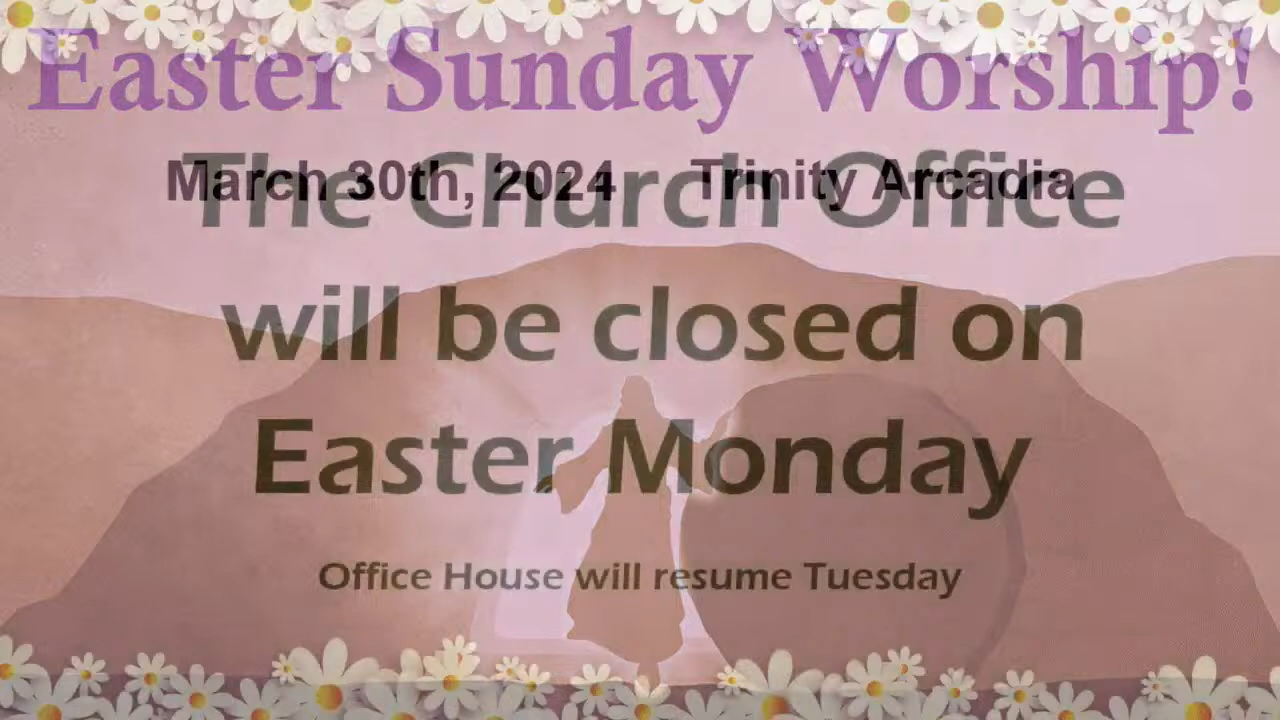 Easter Sunday Worship!
March 30th, 2024 Trinity Arcadia
The Church Office
will be closed on
Easter Monday
Office House will resume Tuesday